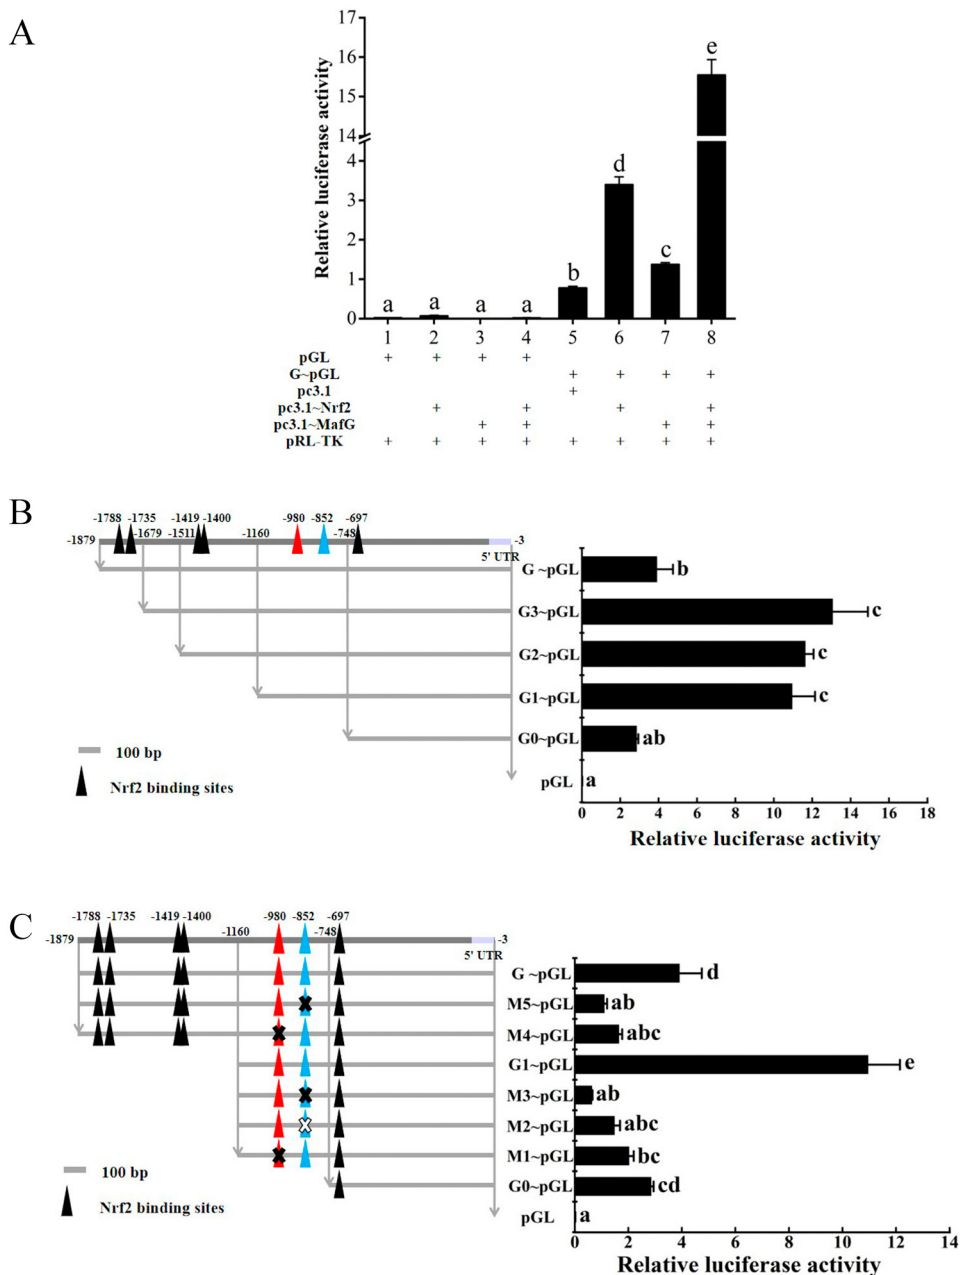 A
Relative luciferase activity
17
16
15
14
4
3
2
1
0
a a a a b d c e
1 2 3 4 5 6 7 8
pGL + + + +
G~pGL + + + +
pc3.1 +
pc3.1~Nrf2 + + + +
pc3.1~MafG + + + +
pRL-TK + + + + + + + +
B
-1788 -1735 -1419 -1400 -980 -852 -697
-1879 -1679 -1511 -1160 -748 -3
5' UTR
G ~pGL b
G3~pGL c
G2~pGL c
G1~pGL c
G0~pGL ab
pGL a
100 bp
Nrf2 binding sites
0 2 4 6 8 10 12 14 16 18
Relative luciferase activity
C
-1788 -1735 -1419 -1400 -980 -852 -697
-1879 -1160 -748 -3
5' UTR
G ~pGL d
M5~pGL ab
M4~pGL abc
G1~pGL e
M3~pGL ab
M2~pGL abc
M1~pGL bc
G0~pGL cd
pGL a
100 bp
Nrf2 binding sites
0 2 4 6 8 10 12 14
Relative luciferase activity